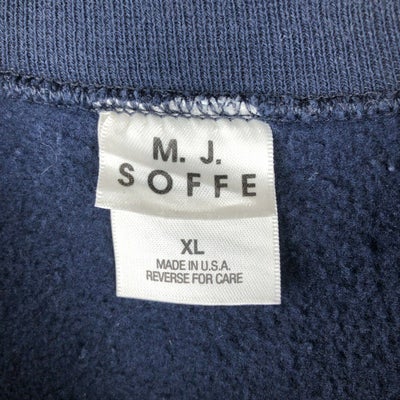 M. J.
SOFFE
XL
MADE IN U.S.A.
REVERSE FOR CARE